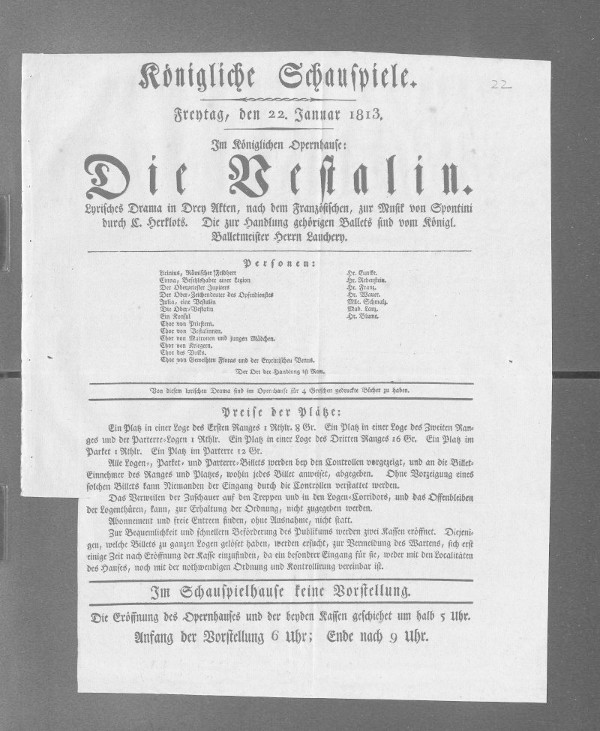 Königliche Schauspiele.
22
Freytag, den 22. Januar 1813.
Im Königlichen Opernhause:
Die Vestalin.
Lyrisches Drama in Drey Akten, nach dem Französischen, zur Musik von Spontini
durch C. Herklots. Die zur Handlung gehörigen Ballets sind vom Königl.
Balletmeister Herrn Lauchery.
Personen:
Licinius, Römischer Feldherr Hr. Eunike.
Cinna, Befehlshaber einer Legion Hr. Rebenstein.
Der Oberpriester Jupiters Hr. Franz.
Der Ober-Zeichendeuter des Opferdienstes Hr. Wauer.
Julia, eine Vestalin Mlle. Schmalz.
Die Ober-Vestalin Mad. Lanz.
Ein Konsul Hr. Blume.
Chor von Priestern.
Chor von Vestalinnen.
Chor von Matronen und jungen Mädchen.
Chor von Kriegern.
Chor des Volks.
Chor von Geweihten Floras und der Erycinischen Venus.
Der Ort der Handlung ist Rom.
Von diesem lyrischen Drama sind im Opernhause für 4 Groschen gedruckte Bücher zu haben.
Preise der Plätze:
Ein Platz in einer Loge des Ersten Ranges 1 Rthlr. 8 Gr. Ein Platz in einer Loge des Zweiten Ran-
ges und der Parterre-Logen 1 Rthlr. Ein Platz in einer Loge des Dritten Ranges 16 Gr. Ein Platz im
Parket 1 Rthlr. Ein Platz im Parterre 12 Gr.
Alle Logen-, Parket- und Parterre-Billets werden bey den Controllen vorgezeigt, und an die Billet-
Einnehmer des Ranges und Platzes, wohin jedes Billet anweiset, abgegeben. Ohne Vorzeigung eines
solchen Billets kann Niemanden der Eingang durch die Controllen verstattet werden.
Das Verweilen der Zuschauer auf den Treppen und in den Logen-Corridors, und das Offenbleiben
der Logenthüren, kann, zur Erhaltung der Ordnung, nicht zugegeben werden.
Abonnement und freie Entreen finden, ohne Ausnahme, nicht statt.
Zur Bequemlichkeit und schnellern Beförderung des Publikums werden zwei Kassen eröffnet. Diejeni-
gen, welche Billets zu ganzen Logen gelöset haben, werden ersucht, zur Vermeidung des Wartens, sich erst
einige Zeit nach Eröffnung der Kasse einzufinden, da ein besondrer Eingang für sie, weder mit den Localitäten
des Hauses, noch mit der nothwendigen Ordnung und Kontrollirung vereinbar ist.
Im Schauspielhause keine Vorstellung.
Die Eröffnung des Opernhauses und der beyden Kassen geschiehet um halb 5 Uhr.
Anfang der Vorstellung 6 Uhr; Ende nach 9 Uhr.